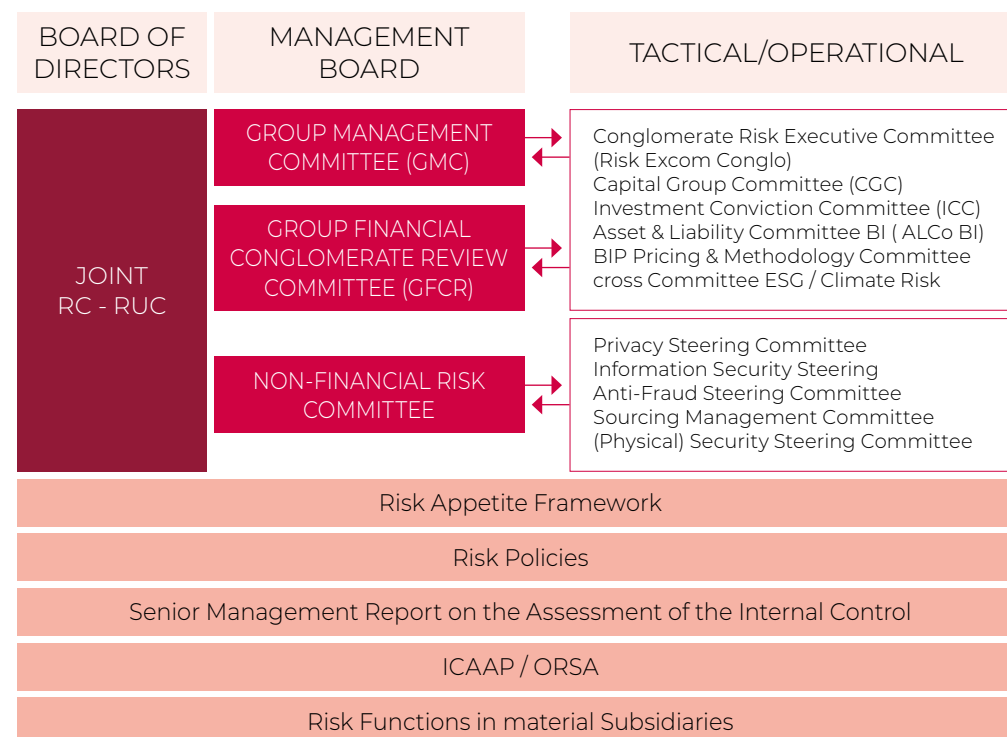 BOARD OF
DIRECTORS
MANAGEMENT
BOARD
TACTICAL/OPERATIONAL
JOINT
RC - RUC
GROUP MANAGEMENT
COMMITTEE (GMC)
GROUP FINANCIAL
CONGLOMERATE REVIEW
COMMITTEE (GFCR)
NON-FINANCIAL RISK
COMMITTEE
Conglomerate Risk Executive Committee
(Risk Excom Conglo)
Capital Group Committee (CGC)
Investment Conviction Committee (ICC)
Asset & Liability Committee BI ( ALCo BI)
BIP Pricing & Methodology Committee
cross Committee ESG / Climate Risk
Privacy Steering Committee
Information Security Steering
Anti-Fraud Steering Committee
Sourcing Management Committee
(Physical) Security Steering Committee
Risk Appetite Framework
Risk Policies
Senior Management Report on the Assessment of the Internal Control
ICAAP / ORSA
Risk Functions in material Subsidiaries